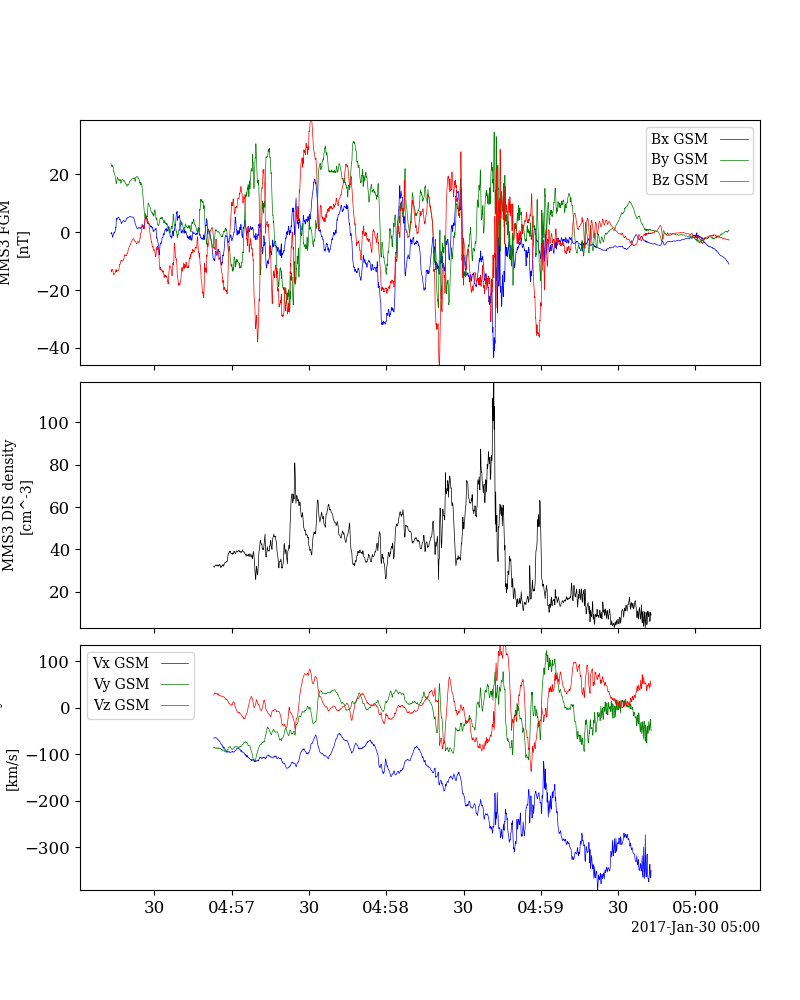 20
0
−20
−40
MMS3 FGM
[nT]
Bx GSM
By GSM
Bz GSM
100
80
60
40
20
MMS3 DIS density
[cm^-3]
100
0
−100
−200
−300
[km/s]
Vx GSM
Vy GSM
Vz GSM
30
04:57
30
04:58
30
04:59
30
05:00
2017-Jan-30 05:00